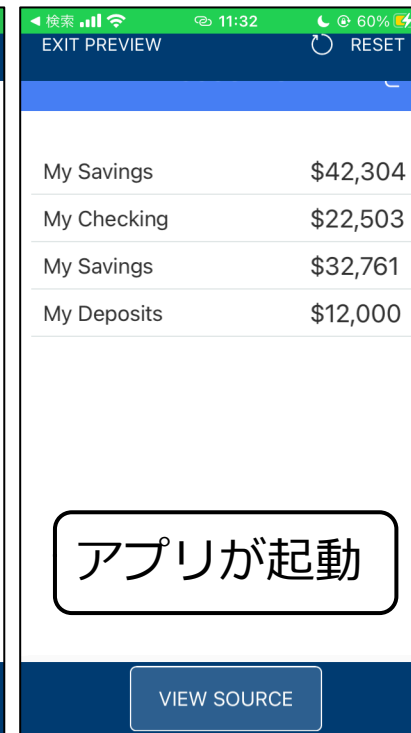 検索 11:32 60%
EXIT PREVIEW RESET
My Savings $42,304
My Checking $22,503
My Savings $32,761
My Deposits $12,000
アプリが起動
VIEW SOURCE